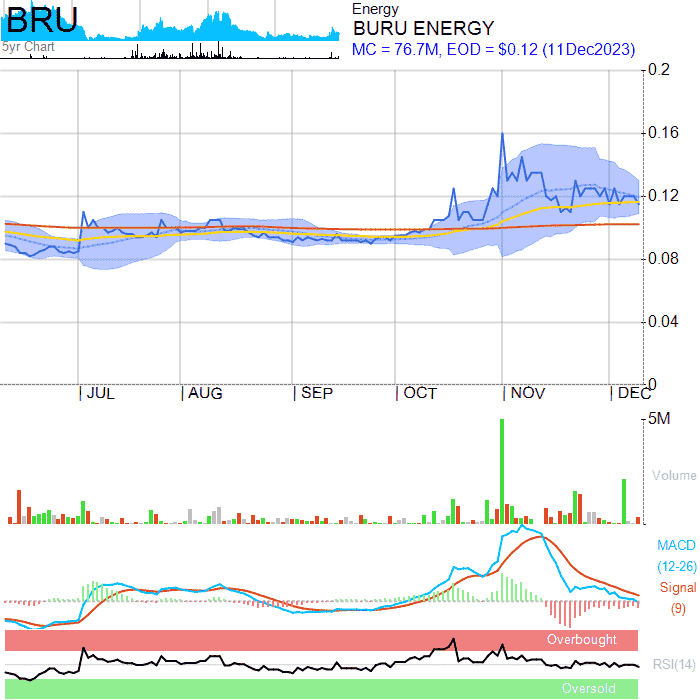 BRU
5yr Chart
Energy
BURU ENERGY
MC = 76.7M, EOD = $0.12 (11Dec2023)
0.2
0.16
0.12
0.08
0.04
0
JUL AUG SEP OCT NOV DEC
5M
Volume
MACD
(12-26)
Signal
(9)
Overbought
RSI(14)
Oversold